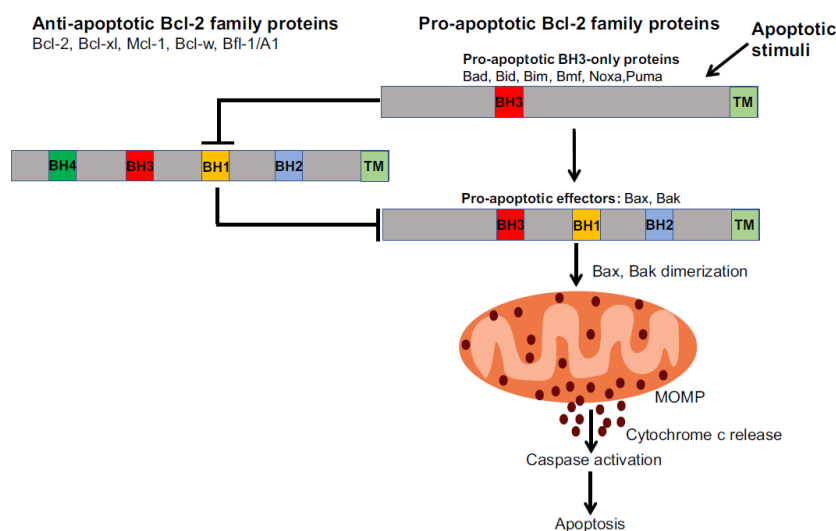 Anti-apoptotic Bcl-2 family proteins
Bcl-2, Bcl-xl, Mcl-1, Bcl-w, Bfl-1/A1
Pro-apoptotic Bcl-2 family proteins
Apoptotic
stimuli
Pro-apoptotic BH3-only proteins
Bad, Bid, Bim, Bmf, Noxa,Puma
BH3 TM
BH4 BH3 BH1 BH2 TM
Pro-apoptotic effectors: Bax, Bak
BH3 BH1 BH2 TM
Bax, Bak dimerization
MOMP
Cytochrome c release
Caspase activation
Apoptosis